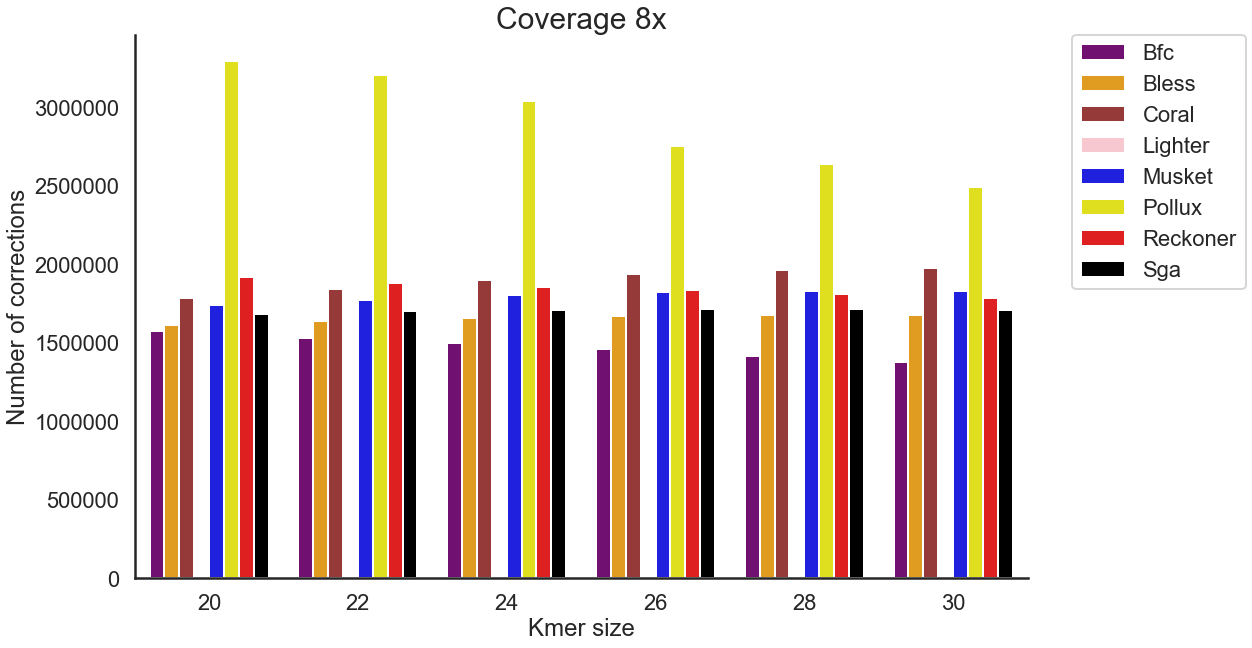 Coverage 8x
Number of corrections
3000000
2500000
2000000
1500000
1000000
500000
0
20 22 24 26 28 30
Kmer size
Bfc
Bless
Coral
Lighter
Musket
Pollux
Reckoner
Sga